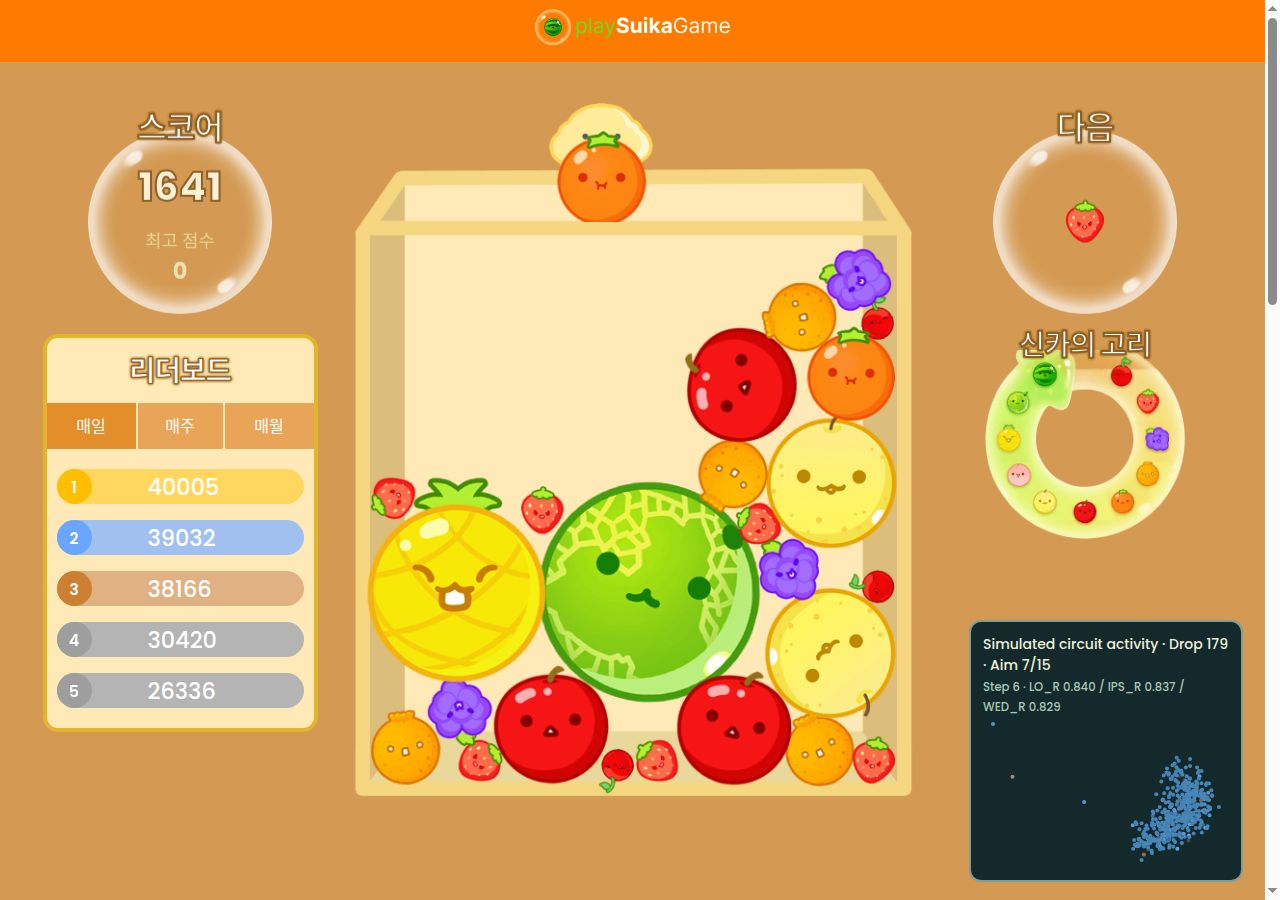 playSuikaGame
스코어
1641
최고 점수
0
리더보드
매일 매주 매월
1 40005
2 39032
3 38166
4 30420
5 26336
다음
신카의 고리
Simulated circuit activity · Drop 179
· Aim 7/15
Step 6 · LO_R 0.840 / IPS_R 0.837 /
WED_R 0.829